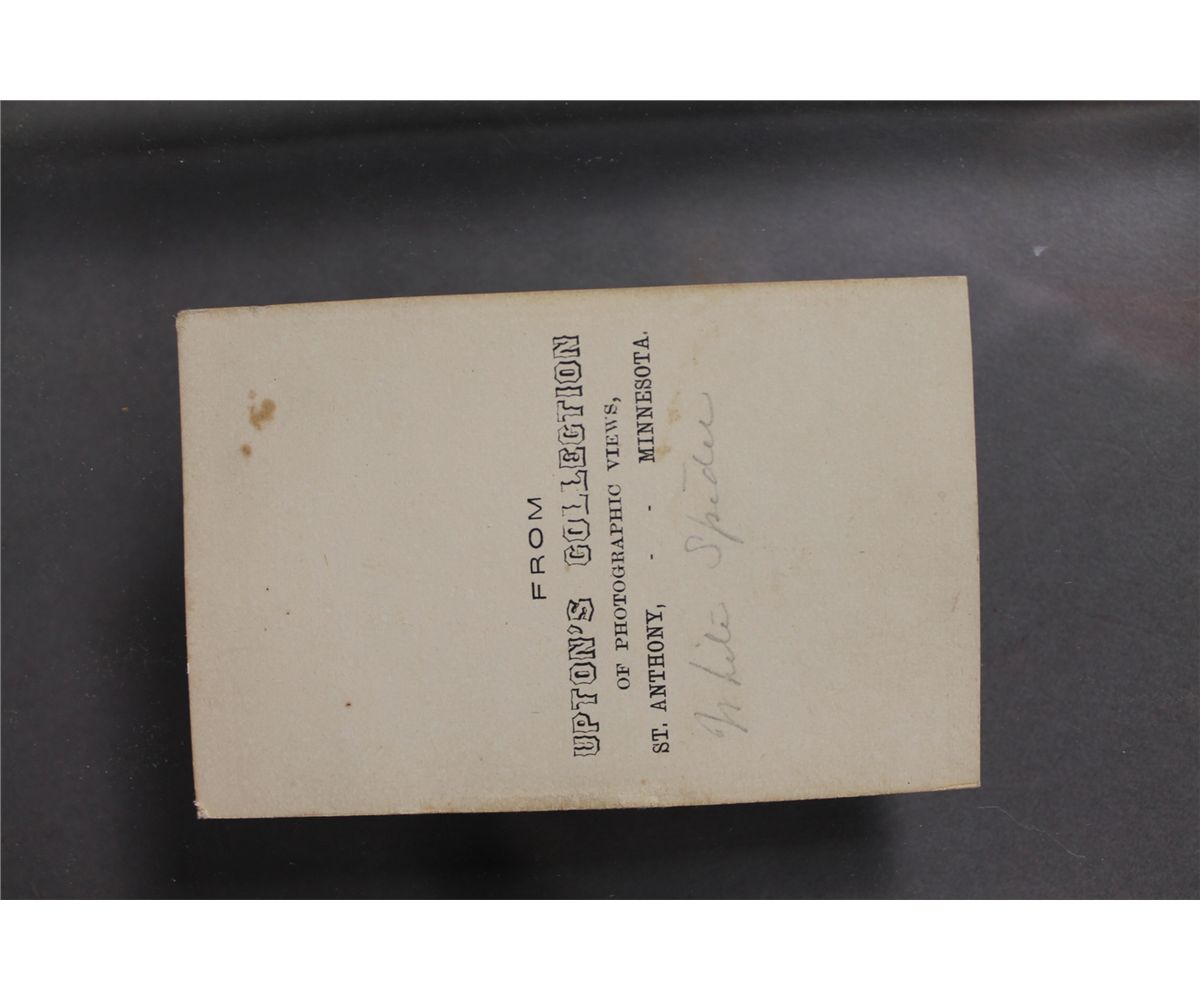 FROM
UPTON'S COLLECTION
OF PHOTOGRAPHIC VIEWS,
ST. ANTHONY, - - MINNESOTA.
White Spider